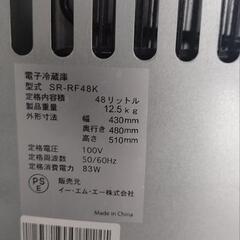 電子冷蔵庫
型式 SR-RF48K
定格内容積 48リットル
製品重量 12.5kg
外形寸法 幅 430mm
奥行き 480mm
高さ 510mm
定格電圧 100V
定格周波数 50/60Hz
定格消費電力 83W
PSE 販売元
イー・エム・エー株式会社
Made in China